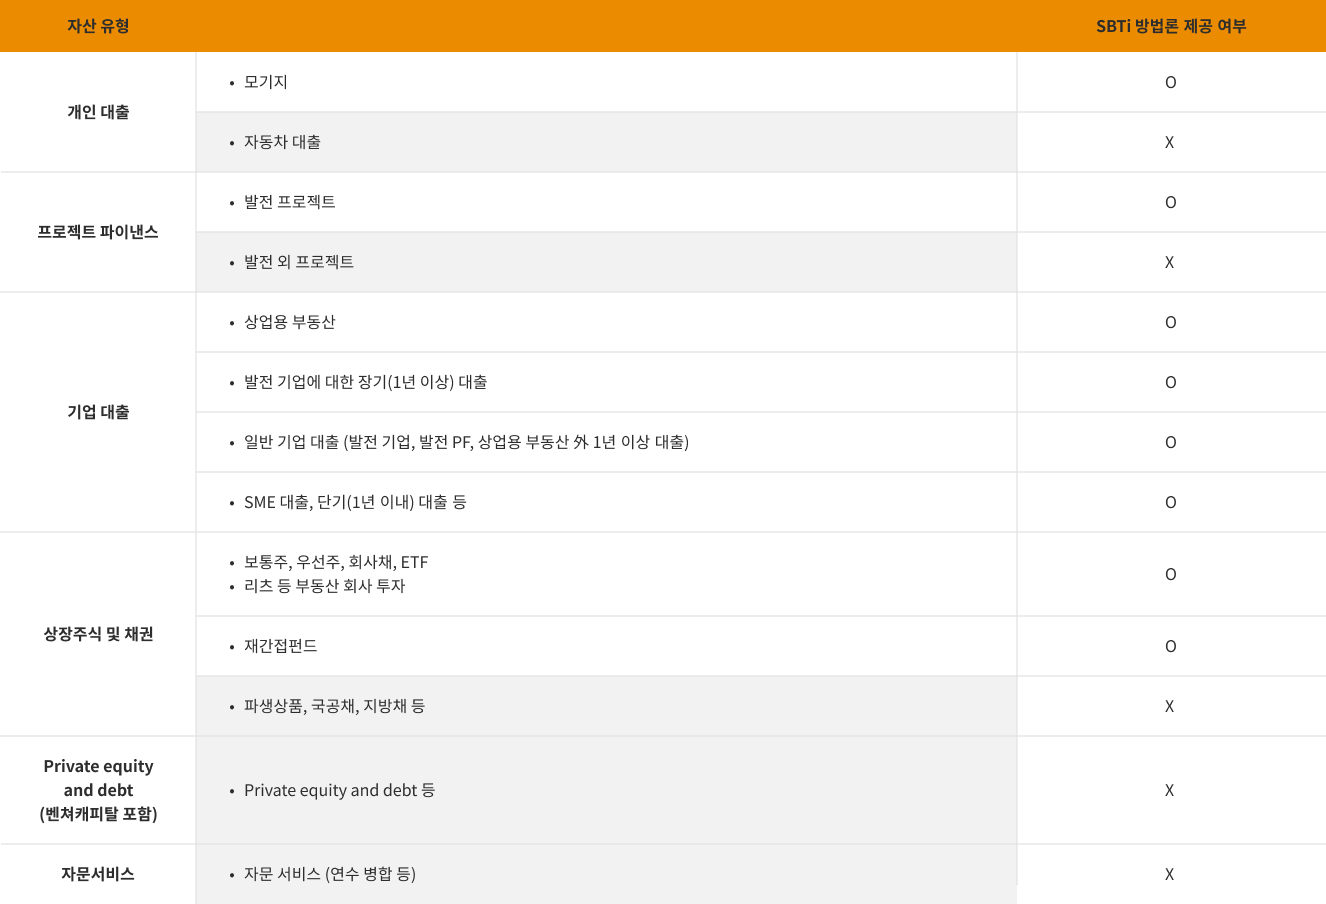 자산 유형
SBTi 방법론 제공 여부
개인 대출
• 모기지
O
• 자동차 대출
X
프로젝트 파이낸스
• 발전 프로젝트
O
• 발전 외 프로젝트
X
기업 대출
• 상업용 부동산
O
• 발전 기업에 대한 장기(1년 이상) 대출
O
• 일반 기업 대출 (발전 기업, 발전 PF, 상업용 부동산 외 1년 이상 대출)
O
• SME 대출, 단기(1년 이내) 대출 등
O
상장주식 및 채권
• 보통주, 우선주, 회사채, ETF
• 리츠 등 부동산 회사 투자
O
• 재간접펀드
O
• 파생상품, 국공채, 지방채 등
X
Private equity
and debt
(벤쳐캐피탈 포함)
• Private equity and debt 등
X
자문서비스
• 자문 서비스 (연수 병합 등)
X